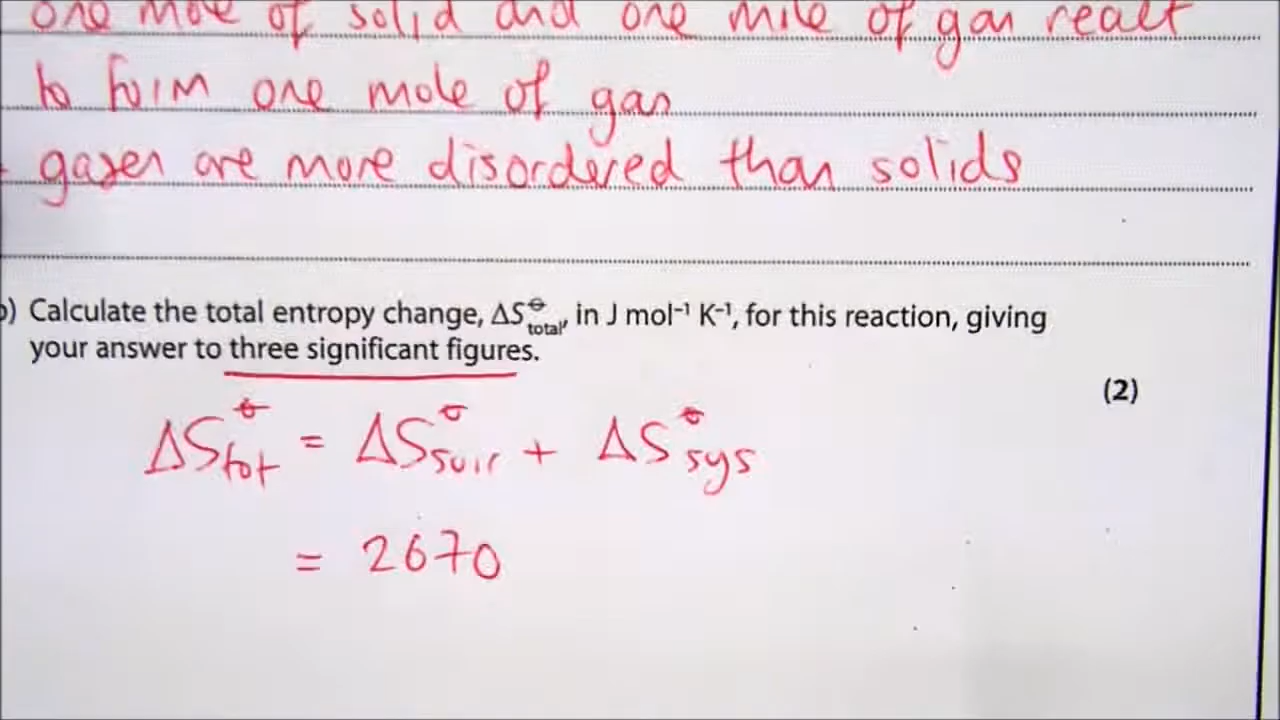 one mole of solid and one mole of gas react
to form one mole of gas
gases are more disordered than solids
b) Calculate the total entropy change, ΔS⦵total, in J mol⁻¹ K⁻¹, for this reaction, giving
your answer to three significant figures.
(2)
ΔS⦵tot = ΔS⦵surr + ΔS⦵sys
= 2670